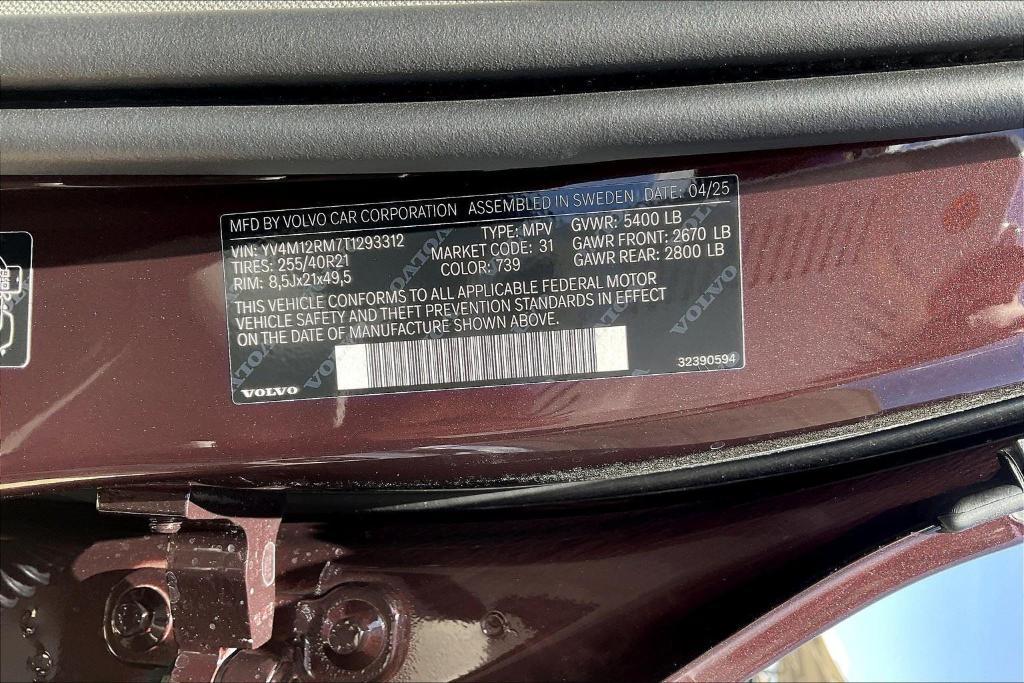 MFD BY VOLVO CAR CORPORATION ASSEMBLED IN SWEDEN DATE: 04/25
VIN: YV4M12RM7T1293312 TYPE: MPV GVWR: 5400 LB
TIRES: 255/40R21 MARKET CODE: 31 GAWR FRONT: 2670 LB
RIM: 8,5Jx21x49,5 COLOR: 739 GAWR REAR: 2800 LB
THIS VEHICLE CONFORMS TO ALL APPLICABLE FEDERAL MOTOR
VEHICLE SAFETY AND THEFT PREVENTION STANDARDS IN EFFECT
ON THE DATE OF MANUFACTURE SHOWN ABOVE.
VOLVO 32390594